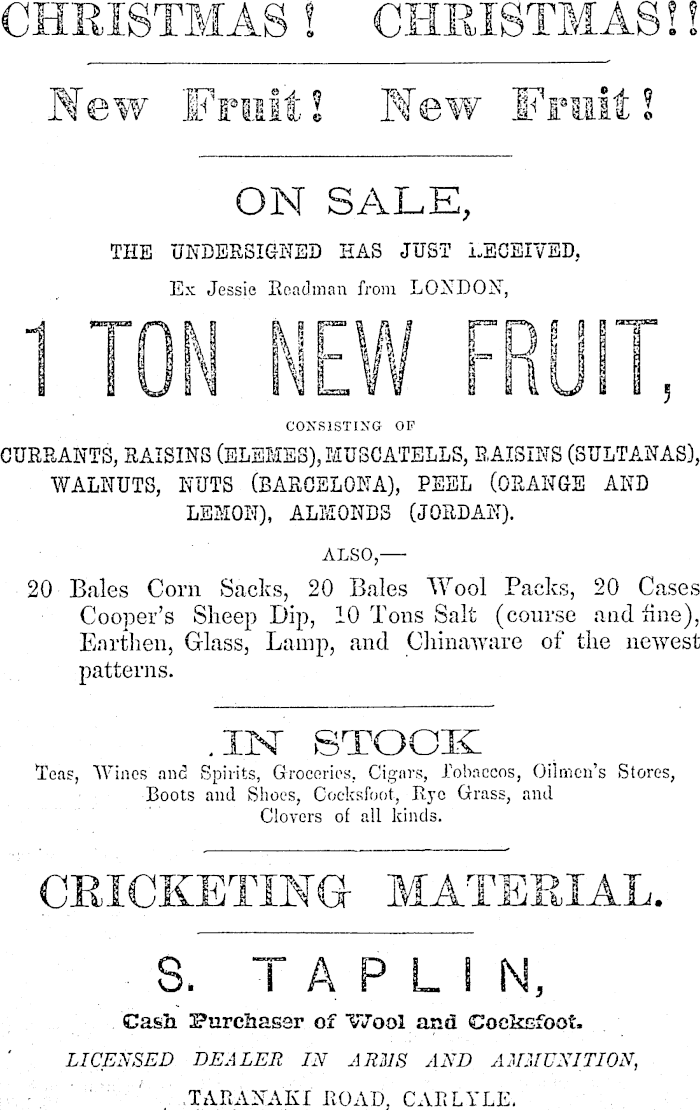 CHRISTMAS! CHRISTMAS!!
New Fruit! New Fruit!
ON SALE,
THE UNDERSIGNED HAS JUST RECEIVED,
Ex Jessie Readman from LONDON,
1 TON NEW FRUIT,
CONSISTING OF
CURRANTS, RAISINS (ELEMES), MUSCATELLS, RAISINS (SULTANAS),
WALNUTS, NUTS (BARCELONA), PEEL (ORANGE AND
LEMON), ALMONDS (JORDAN).
ALSO,—
20 Bales Corn Sacks, 20 Bales Wool Packs, 20 Cases
Cooper's Sheep Dip, 10 Tons Salt (course and fine),
Earthen, Glass, Lamp, and Chinaware of the newest
patterns.
IN STOCK
Teas, Wines and Spirits, Groceries, Cigars, Tobaccos, Oilmen's Stores,
Boots and Shoes, Cocksfoot, Rye Grass, and
Clovers of all kinds.
CRICKETING MATERIAL.
S. TAPLIN,
Cash Purchaser of Wool and Cocksfoot.
LICENSED DEALER IN ARMS AND AMMUNITION,
TARANAKI ROAD, CARLYLE.